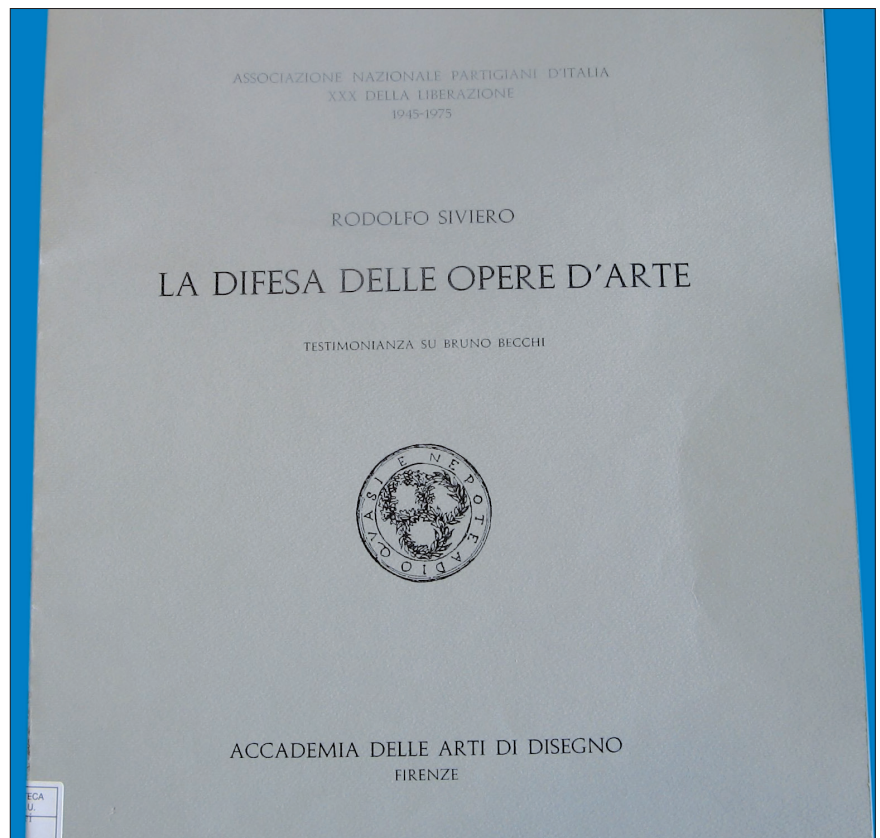 ASSOCIAZIONE NAZIONALE PARTIGIANI D'ITALIA
XXX DELLA LIBERAZIONE
1945-1975
RODOLFO SIVIERO
LA DIFESA DELLE OPERE D'ARTE
TESTIMONIANZA SU BRUNO BECCHI
QVASI E NEPOTE A DIO
ACCADEMIA DELLE ARTI DI DISEGNO
FIRENZE
ECA
U.